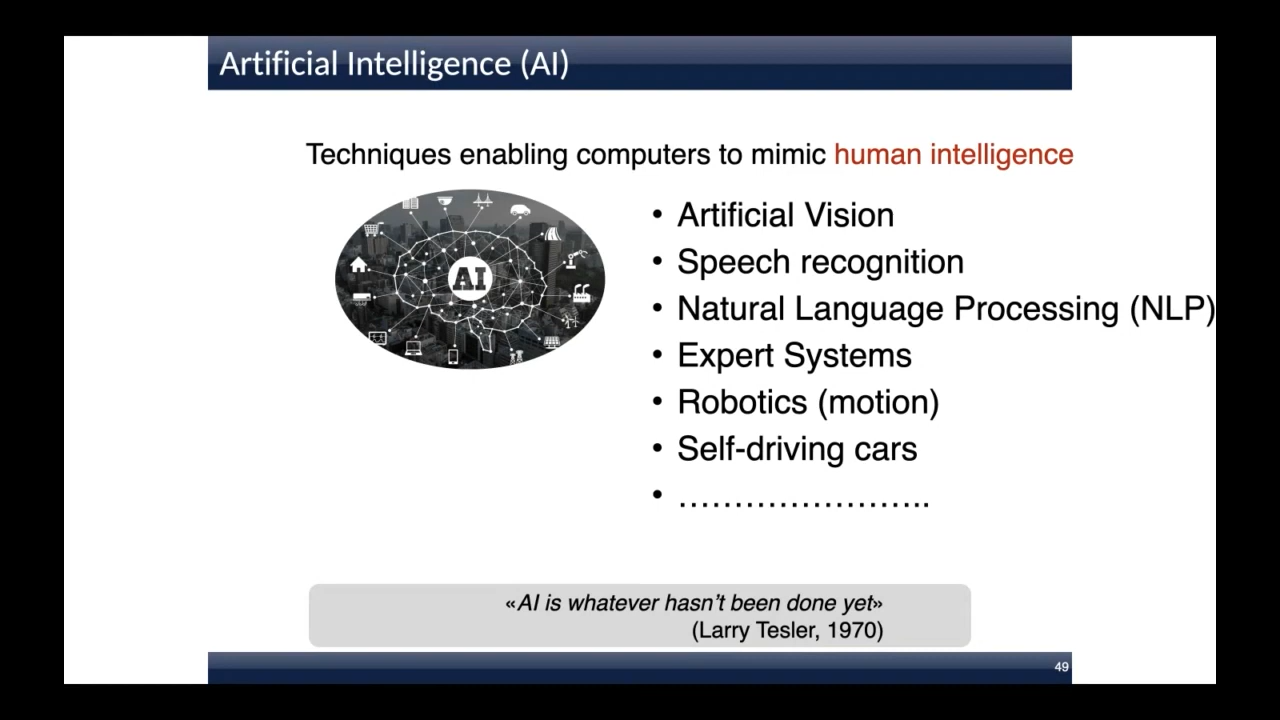 Artificial Intelligence (AI)
Techniques enabling computers to mimic human intelligence
AI
• Artificial Vision
• Speech recognition
• Natural Language Processing (NLP)
• Expert Systems
• Robotics (motion)
• Self-driving cars
• ……………………..
«AI is whatever hasn’t been done yet»
(Larry Tesler, 1970)
49